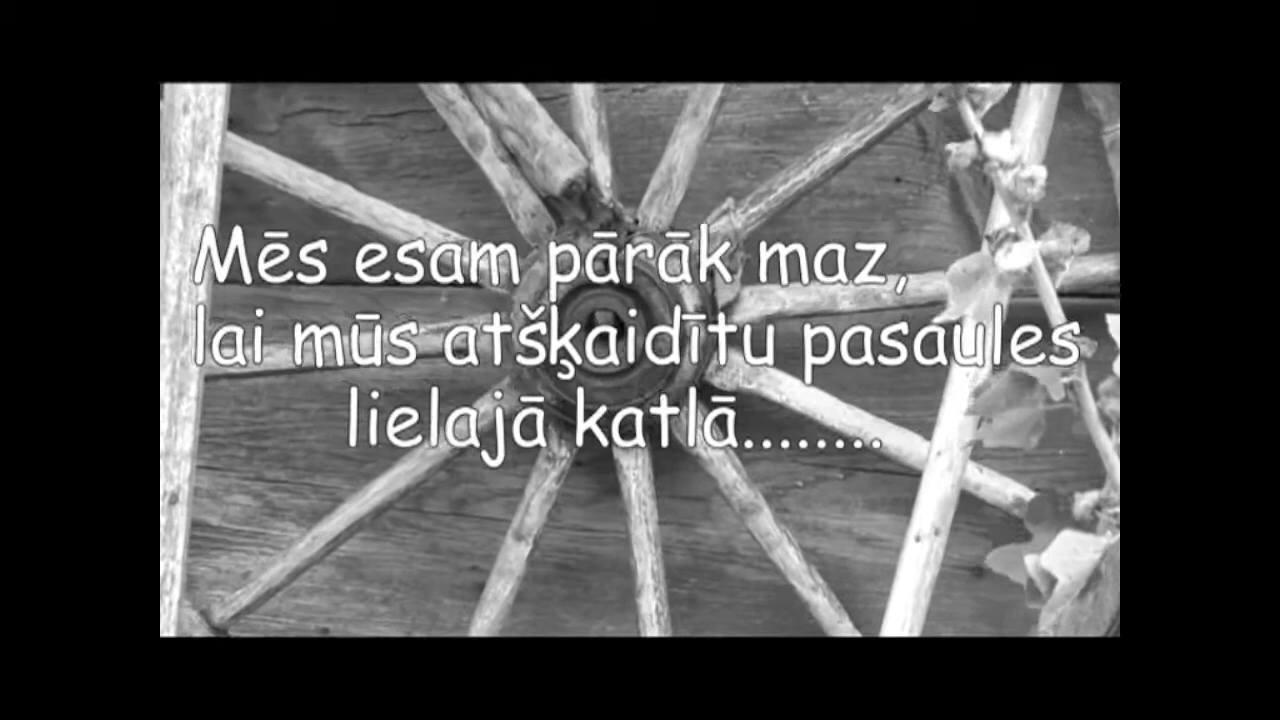 Mēs esam pārāk maz,
lai mūs atšķaidītu pasaules
lielajā katlā........